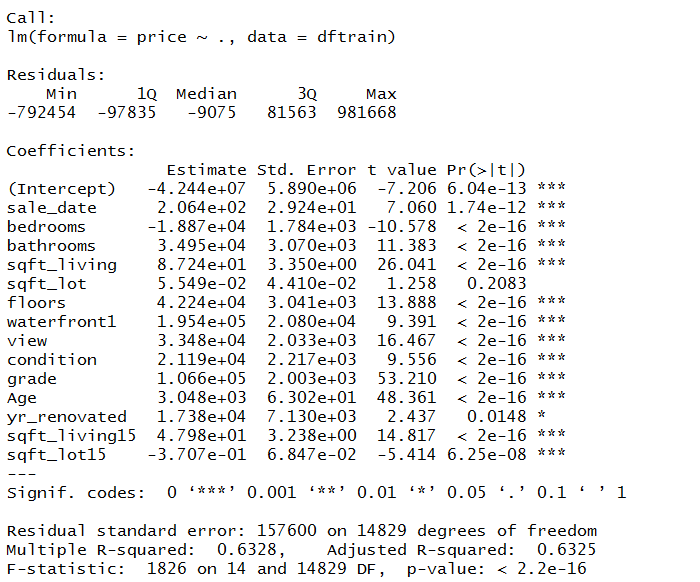 Call:
lm(formula = price ~ ., data = dftrain)
Residuals:
    Min      1Q  Median      3Q     Max
-792454  -97835   -9075   81563  981668
Coefficients:
                Estimate Std. Error t value Pr(>|t|)
(Intercept)   -4.244e+07  5.890e+06  -7.206 6.04e-13 ***
sale_date      2.064e+02  2.924e+01   7.060 1.74e-12 ***
bedrooms      -1.887e+04  1.784e+03 -10.578  < 2e-16 ***
bathrooms      3.495e+04  3.070e+03  11.383  < 2e-16 ***
sqft_living    8.724e+01  3.350e+00  26.041  < 2e-16 ***
sqft_lot       5.549e-02  4.410e-02   1.258   0.2083
floors         4.224e+04  3.041e+03  13.888  < 2e-16 ***
waterfront1    1.954e+05  2.080e+04   9.391  < 2e-16 ***
view           3.348e+04  2.033e+03  16.467  < 2e-16 ***
condition      2.119e+04  2.217e+03   9.556  < 2e-16 ***
grade          1.066e+05  2.003e+03  53.210  < 2e-16 ***
Age            3.048e+03  6.302e+01  48.361  < 2e-16 ***
yr_renovated   1.738e+04  7.130e+03   2.437   0.0148 *
sqft_living15  4.798e+01  3.238e+00  14.817  < 2e-16 ***
sqft_lot15    -3.707e-01  6.847e-02  -5.414 6.25e-08 ***
---
Signif. codes:  0 ‘***’ 0.001 ‘**’ 0.01 ‘*’ 0.05 ‘.’ 0.1 ‘ ’ 1
Residual standard error: 157600 on 14829 degrees of freedom
Multiple R-squared:  0.6328,    Adjusted R-squared:  0.6325
F-statistic:  1826 on 14 and 14829 DF,  p-value: < 2.2e-16